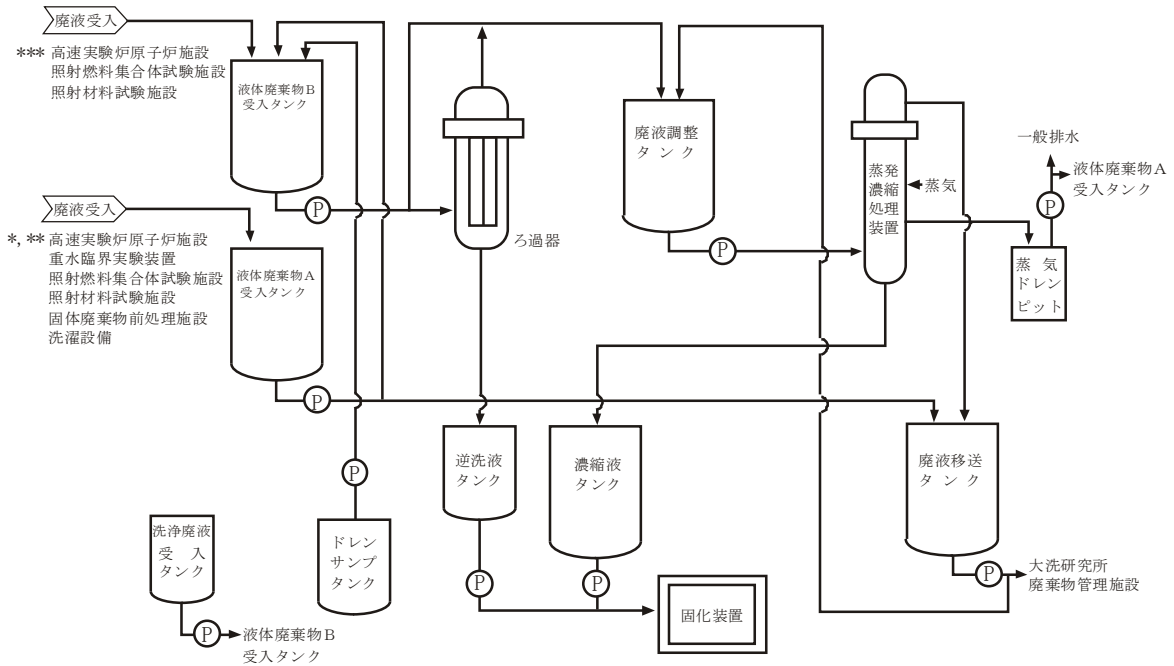 廃液受入
*** 高速実験炉原子炉施設
照射燃料集合体試験施設
照射材料試験施設
液体廃棄物B
受入タンク
P
廃液受入
*, ** 高速実験炉原子炉施設
重水臨界実験装置
照射燃料集合体試験施設
照射材料試験施設
固体廃棄物前処理施設
洗濯設備
液体廃棄物A
受入タンク
P
ろ過器
廃液調整
タンク
P
蒸発
濃縮
処理
装置
蒸気
一般排水
液体廃棄物A
受入タンク
P
蒸気
ドレン
ピット
洗浄廃液
受入
タンク
P
液体廃棄物B
受入タンク
P
ドレン
サンプ
タンク
逆洗液
タンク
P
濃縮液
タンク
P
固化装置
廃液移送
タンク
P
大洗研究所
廃棄物管理施設